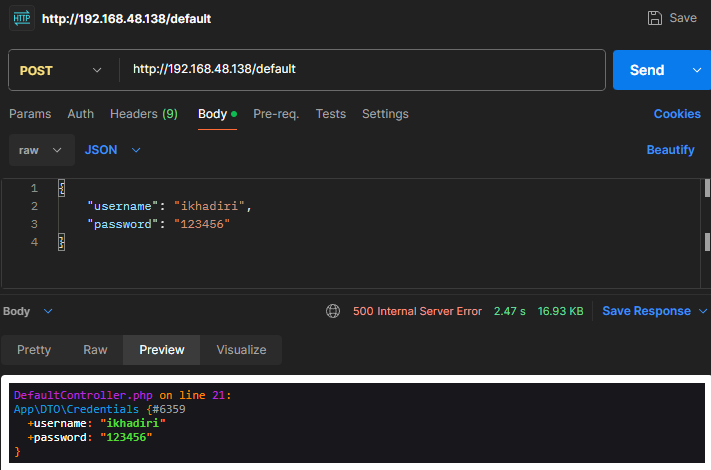 HTTP http://192.168.48.138/default Save
POST http://192.168.48.138/default Send
Params Auth Headers (9) Body Pre-req. Tests Settings Cookies
raw JSON Beautify
1 {
2 "username": "ikhadiri",
3 "password": "123456"
4 }
Body 500 Internal Server Error 2.47 s 16.93 KB Save Response
Pretty Raw Preview Visualize
DefaultController.php on line 21:
App\DTO\Credentials {#6359
+username: "ikhadiri"
+password: "123456"
}